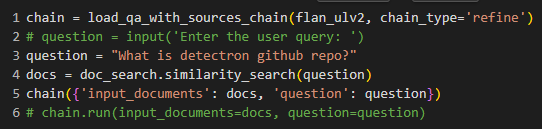 1 chain = load_qa_with_sources_chain(flan_ulv2, chain_type='refine')
2 # question = input('Enter the user query: ')
3 question = "What is detectron github repo?"
4 docs = doc_search.similarity_search(question)
5 chain({'input_documents': docs, 'question': question})
6 # chain.run(input_documents=docs, question=question)